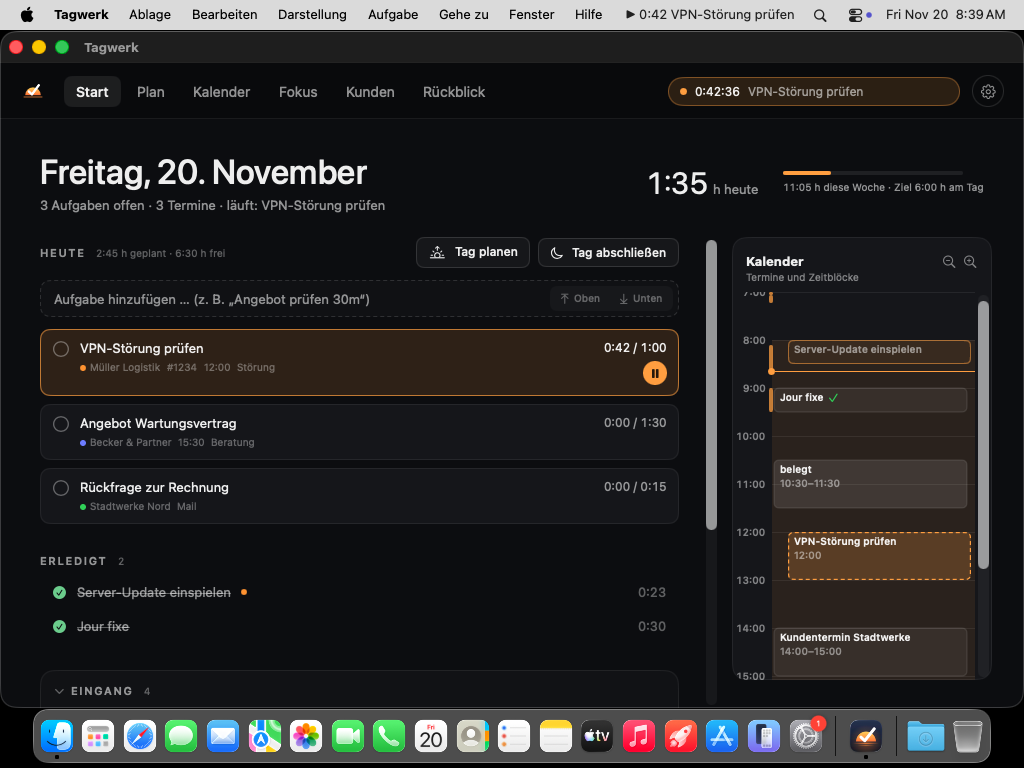 Tagwerk Ablage Bearbeiten Darstellung Aufgabe Gehe zu Fenster Hilfe 0:42 VPN-Störung prüfen Fri Nov 20 8:39 AM
Tagwerk
Start Plan Kalender Fokus Kunden Rückblick 0:42:36 VPN-Störung prüfen
Freitag, 20. November
3 Aufgaben offen · 3 Termine · läuft: VPN-Störung prüfen
1:35 h heute
11:05 h diese Woche · Ziel 6:00 h am Tag
HEUTE 2:45 h geplant · 6:30 h frei
Tag planen
Tag abschließen
Aufgabe hinzufügen … (z. B. „Angebot prüfen 30m“)
Oben
Unten
VPN-Störung prüfen 0:42 / 1:00
Müller Logistik #1234 12:00 Störung
Angebot Wartungsvertrag 0:00 / 1:30
Becker & Partner 15:30 Beratung
Rückfrage zur Rechnung 0:00 / 0:15
Stadtwerke Nord Mail
ERLEDIGT 2
Server-Update einspielen 0:23
Jour fixe 0:30
EINGANG 4
Kalender
Termine und Zeitblöcke
7:00
8:00
Server-Update einspielen
9:00
Jour fixe
10:00
belegt
10:30–11:30
11:00
12:00
VPN-Störung prüfen
12:00
13:00
14:00
Kundentermin Stadtwerke
14:00–15:00
15:00
Fri
20
tv
1